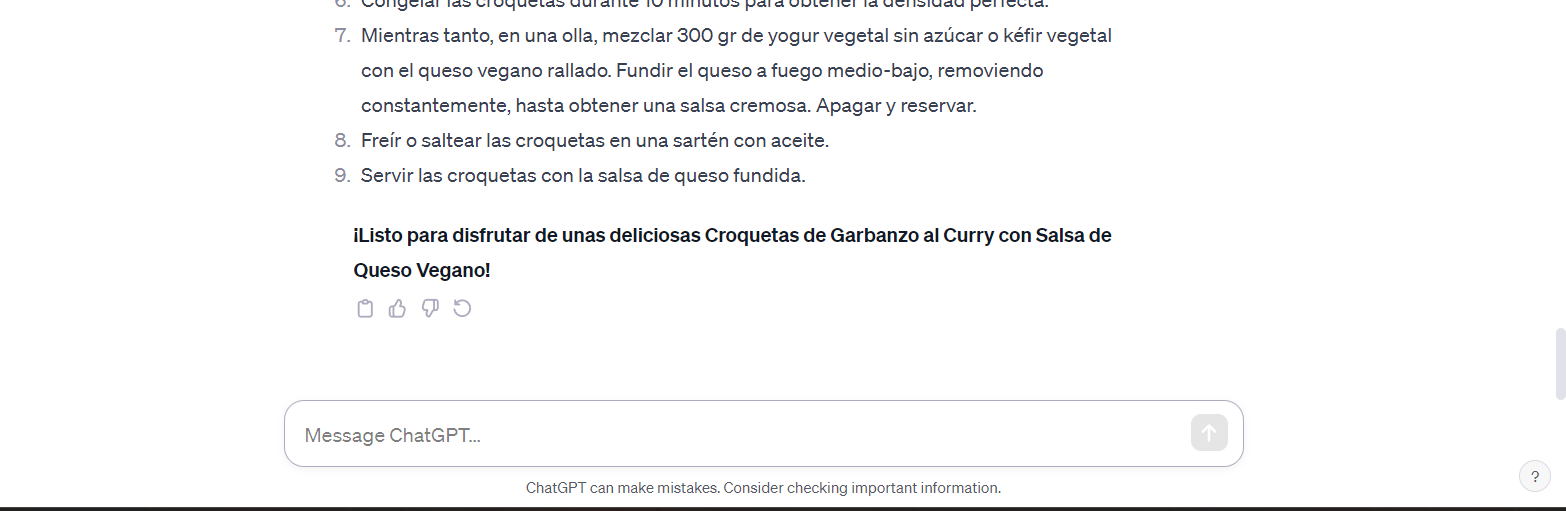 6. Congelar las croquetas durante 10 minutos para obtener la densidad perfecta.
7. Mientras tanto, en una olla, mezclar 300 gr de yogur vegetal sin azúcar o kéfir vegetal
con el queso vegano rallado. Fundir el queso a fuego medio-bajo, removiendo
constantemente, hasta obtener una salsa cremosa. Apagar y reservar.
8. Freír o saltear las croquetas en una sartén con aceite.
9. Servir las croquetas con la salsa de queso fundida.
¡Listo para disfrutar de unas deliciosas Croquetas de Garbanzo al Curry con Salsa de
Queso Vegano!
Message ChatGPT...
ChatGPT can make mistakes. Consider checking important information.
?